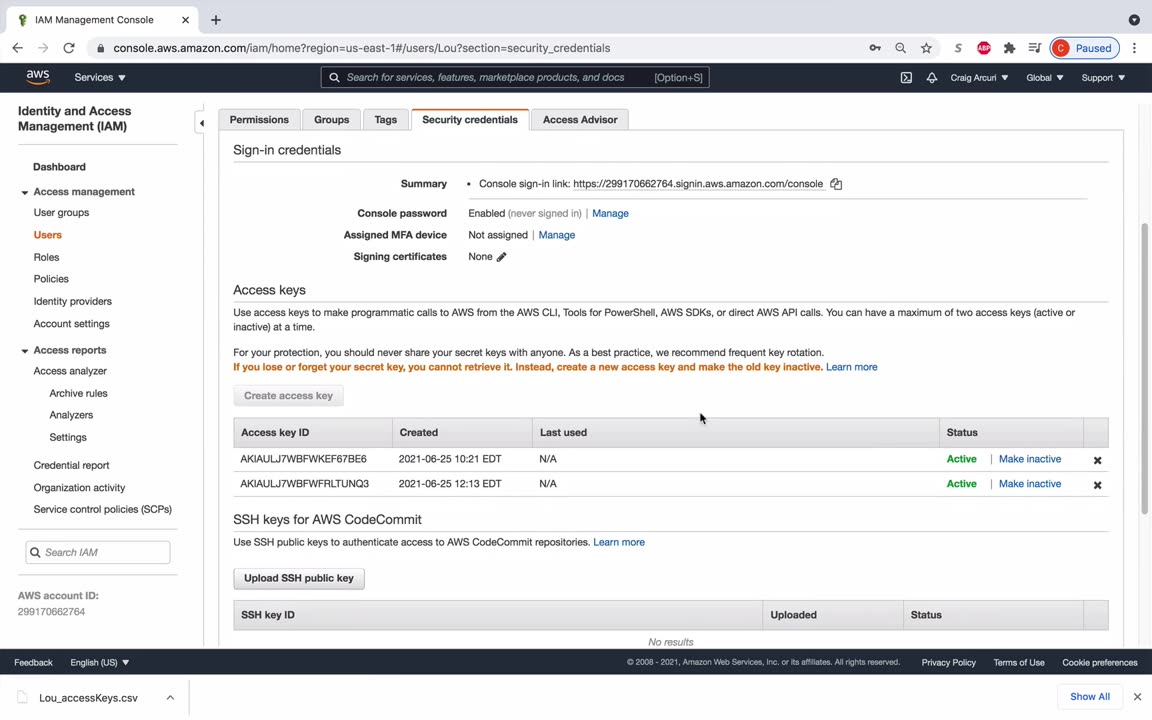 IAM Management Console
console.aws.amazon.com/iam/home?region=us-east-1#/users/Lou?section=security_credentials
S
ABP
C Paused
aws
Services
Search for services, features, marketplace products, and docs [Option+S]
Craig Arcuri
Global
Support
Identity and Access
Management (IAM)
Dashboard
Access management
User groups
Users
Roles
Policies
Identity providers
Account settings
Access reports
Access analyzer
Archive rules
Analyzers
Settings
Credential report
Organization activity
Service control policies (SCPs)
Search IAM
AWS account ID:
299170662764
Permissions Groups Tags Security credentials Access Advisor
Sign-in credentials
Summary • Console sign-in link: https://299170662764.signin.aws.amazon.com/console
Console password Enabled (never signed in) | Manage
Assigned MFA device Not assigned | Manage
Signing certificates None
Access keys
Use access keys to make programmatic calls to AWS from the AWS CLI, Tools for PowerShell, AWS SDKs, or direct AWS API calls. You can have a maximum of two access keys (active or
inactive) at a time.
For your protection, you should never share your secret keys with anyone. As a best practice, we recommend frequent key rotation.
If you lose or forget your secret key, you cannot retrieve it. Instead, create a new access key and make the old key inactive. Learn more
Create access key
Access key ID Created Last used Status
AKIAULJ7WBFWKEF67BE6 2021-06-25 10:21 EDT N/A Active | Make inactive
AKIAULJ7WBFWFRLTUNQ3 2021-06-25 12:13 EDT N/A Active | Make inactive
SSH keys for AWS CodeCommit
Use SSH public keys to authenticate access to AWS CodeCommit repositories. Learn more
Upload SSH public key
SSH key ID Uploaded Status
No results
Feedback English (US) © 2008 - 2021, Amazon Web Services, Inc. or its affiliates. All rights reserved. Privacy Policy Terms of Use Cookie preferences
Lou_accessKeys.csv Show All